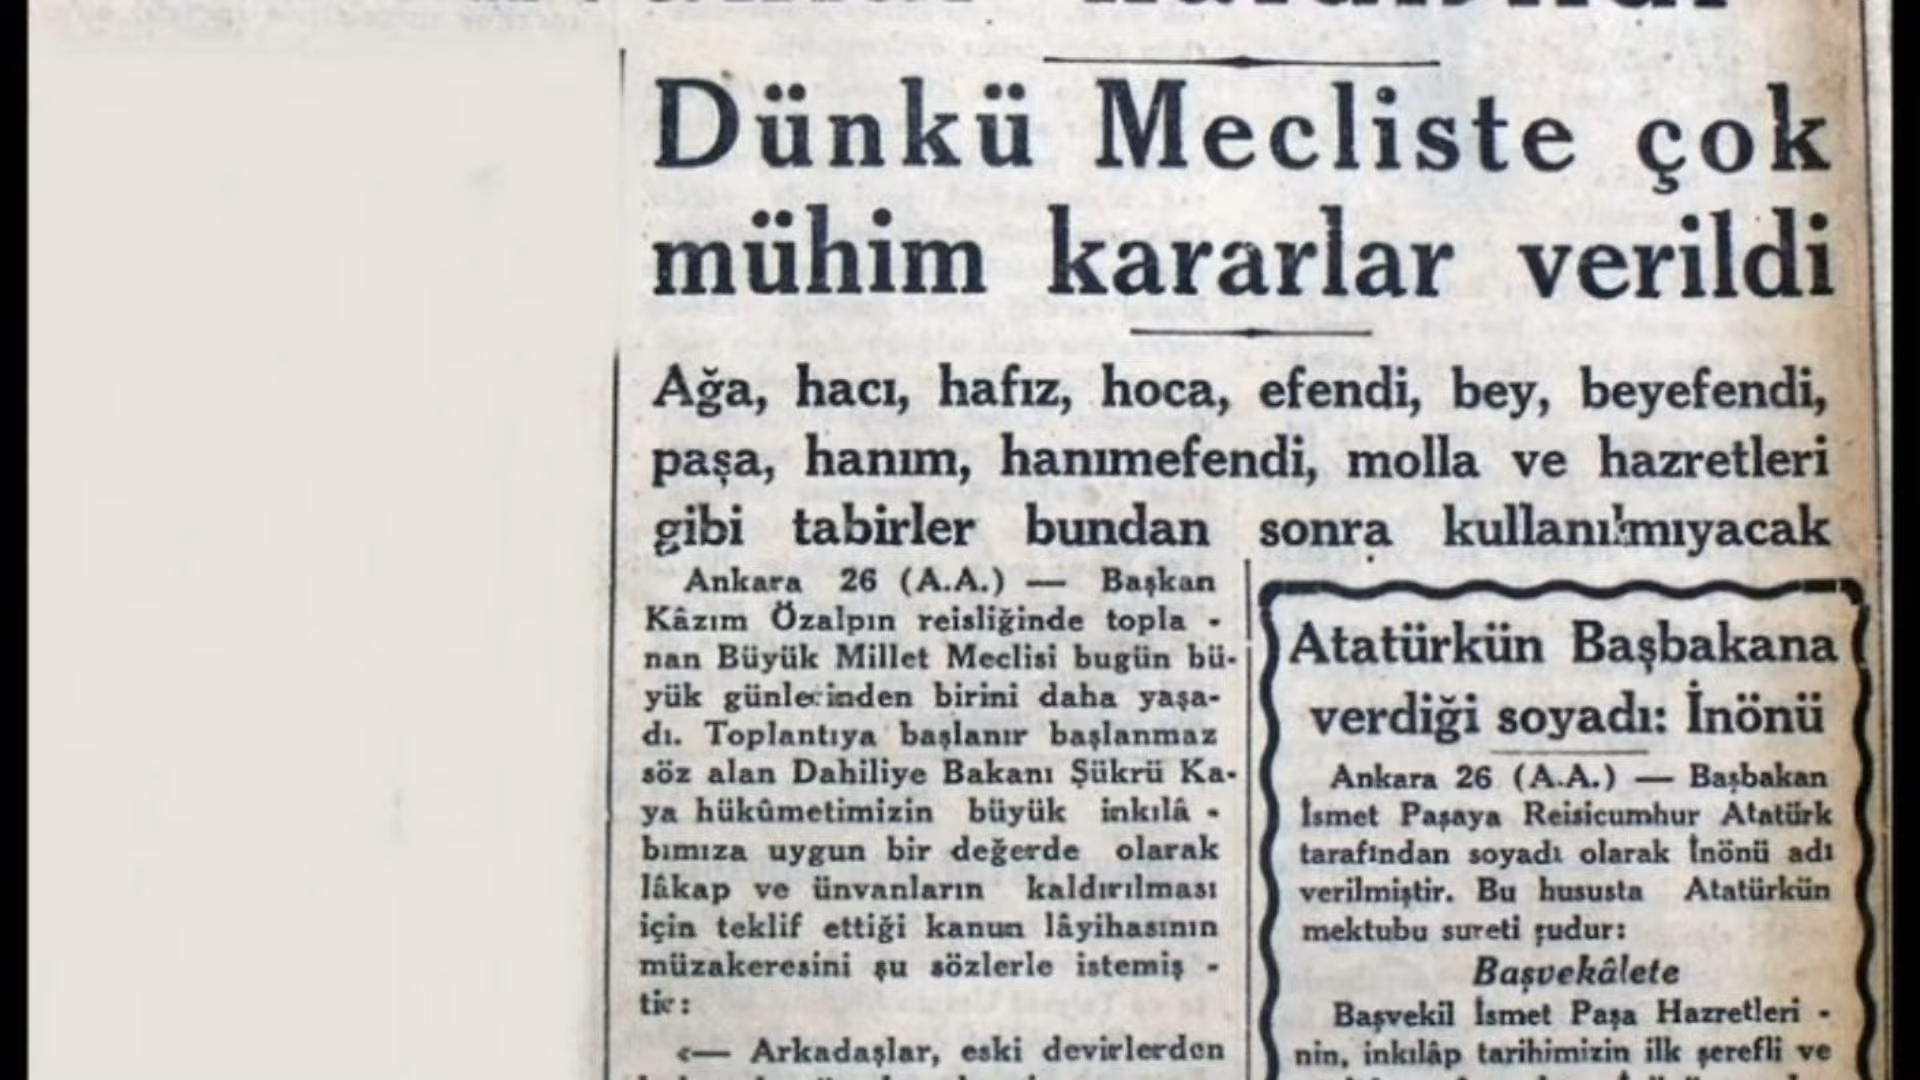 Dünkü Mecliste çok
mühim kararlar verildi
Ağa, hacı, hafız, hoca, efendi, bey, beyefendi,
paşa, hanım, hanımefendi, molla ve hazretleri
gibi tabirler bundan sonra kullanılmıyacak
Ankara 26 (A.A.) — Başkan
Kâzım Özalpın reisliğinde topla -
nan Büyük Millet Meclisi bugün bü-
yük günlerinden birini daha yaşa-
dı. Toplantıya başlanır başlanmaz
söz alan Dahiliye Bakanı Şükrü Ka-
ya hükûmetimizin büyük inkılâ -
bımıza uygun bir değerde olarak
lâkap ve ünvanların kaldırılması
için teklif ettiği kanun lâyihasının
müzakeresini şu sözlerle istemiş -
tir:
«— Arkadaşlar, eski devirlerden
Atatürkün Başbakana
verdiği soyadı: İnönü
Ankara 26 (A.A.) — Başbakan
İsmet Paşaya Reisicumhur Atatürk
tarafından soyadı olarak İnönü adı
verilmiştir. Bu hususta Atatürkün
mektubu sureti şudur:
Başvekâlete
Başvekil İsmet Paşa Hazretleri -
nin, inkılâp tarihimizin ilk şerefli ve